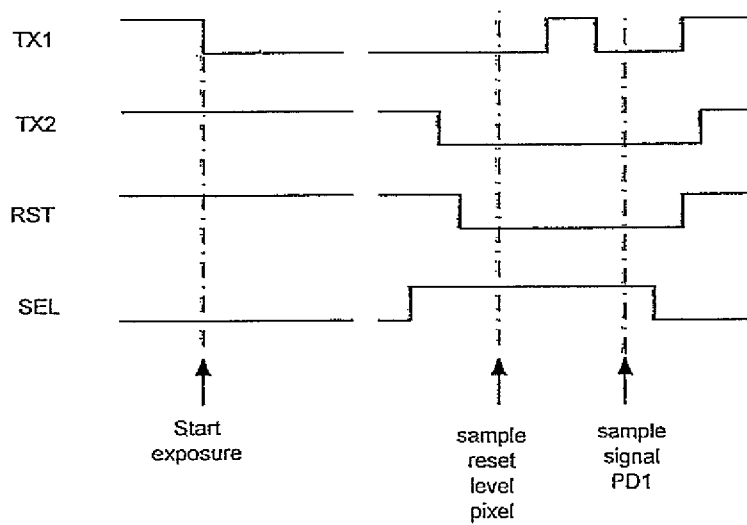 TX1
TX2
RST
SEL
Start
exposure
sample
reset
level
pixel
sample
signal
PD1